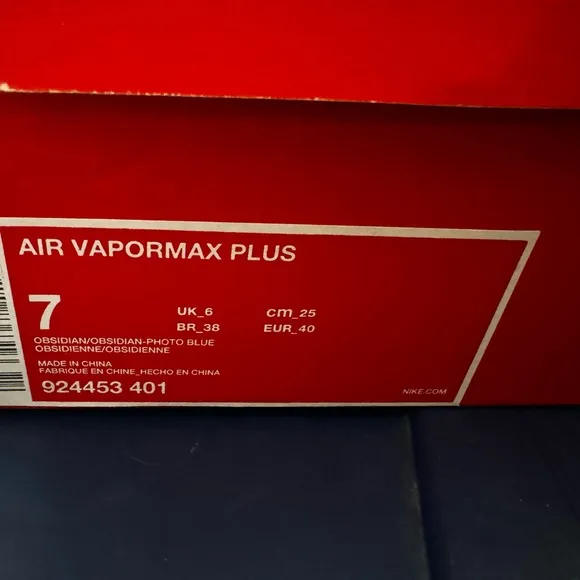 AIR VAPORMAX PLUS
7
UK_6 cm_25
BR_38 EUR_40
OBSIDIAN/OBSIDIAN-PHOTO BLUE
OBSIDIENNE/OBSIDIENNE
MADE IN CHINA
FABRIQUE EN CHINE_HECHO EN CHINA
924453 401
NIKE.COM